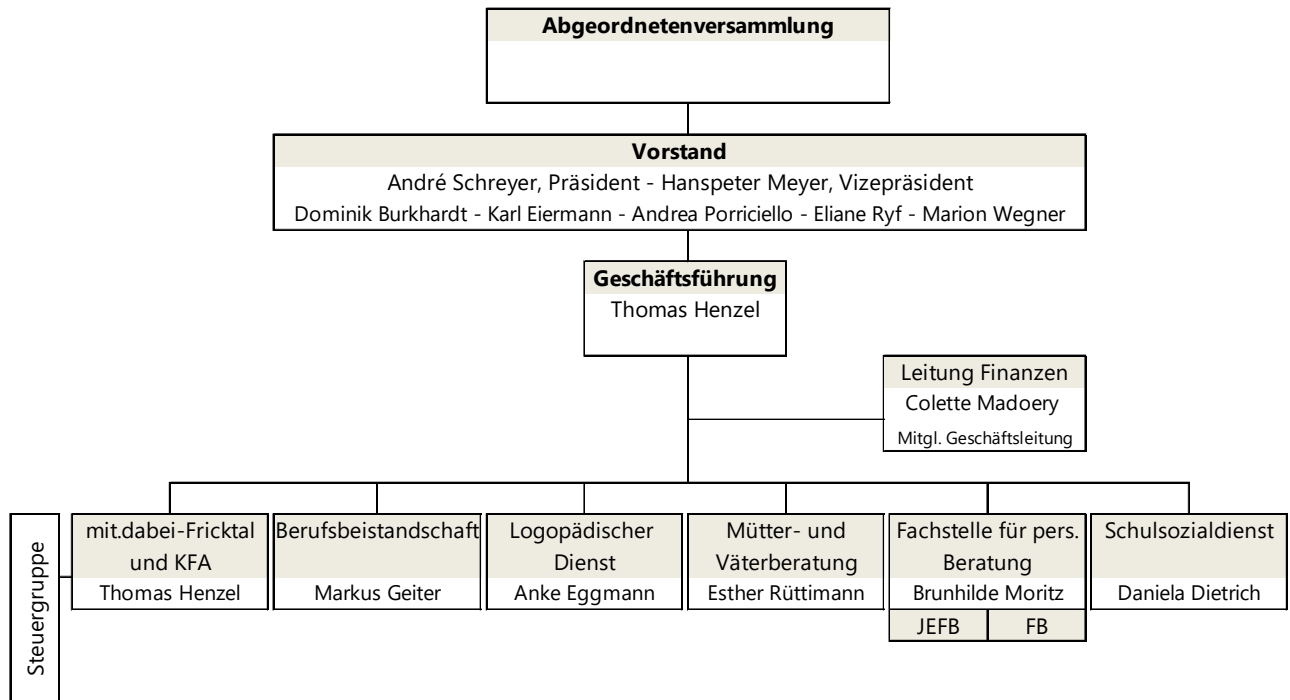 Abgeordnetenversammlung
Vorstand
André Schreyer, Präsident - Hanspeter Meyer, Vizepräsident
Dominik Burkhardt - Karl Eiermann - Andrea Porriciello - Eliane Ryf - Marion Wegner
Geschäftsführung
Thomas Henzel
Leitung Finanzen
Colette Madoery
Mitgl. Geschäftsleitung
Steuergruppe
mit.dabei-Fricktal
und KFA
Thomas Henzel
Berufsbeistandschaft
Markus Geiter
Logopädischer
Dienst
Anke Eggmann
Mütter- und
Väterberatung
Esther Rüttimann
Fachstelle für pers.
Beratung
Brunhilde Moritz
JEFB
FB
Schulsozialdienst
Daniela Dietrich